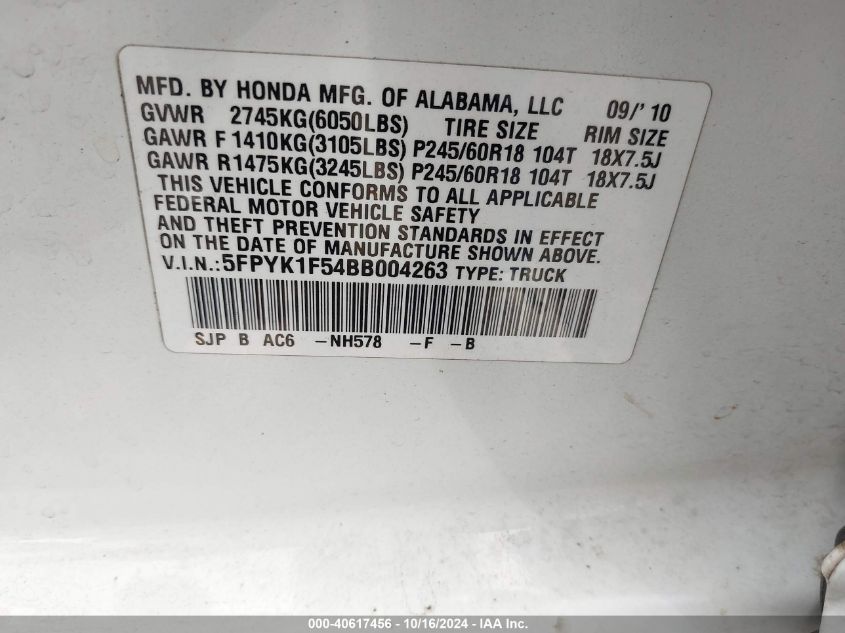 MFD. BY HONDA MFG. OF ALABAMA, LLC 09/'10
GVWR 2745KG(6050LBS) TIRE SIZE RIM SIZE
GAWR F 1410KG(3105LBS) P245/60R18 104T 18X7.5J
GAWR R1475KG(3245LBS) P245/60R18 104T 18X7.5J
THIS VEHICLE CONFORMS TO ALL APPLICABLE
FEDERAL MOTOR VEHICLE SAFETY
AND THEFT PREVENTION STANDARDS IN EFFECT
ON THE DATE OF MANUFACTURE SHOWN ABOVE.
V.I.N.:5FPYK1F54BB004263 TYPE: TRUCK
SJP B AC6 -NH578 -F -B
000-40617456 - 10/16/2024 - IAA Inc.